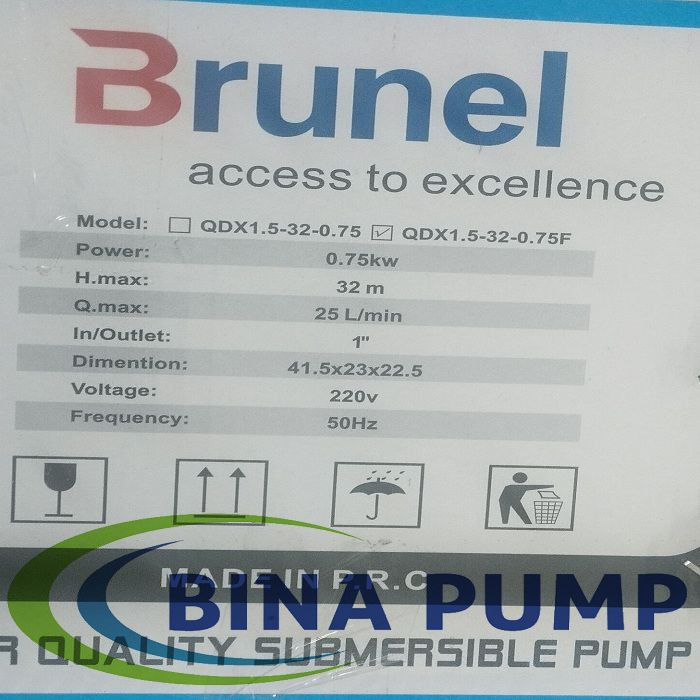 Brunel
access to excellence
Model: ☐ QDX1.5-32-0.75 ☑ QDX1.5-32-0.75F
Power: 0.75kw
H.max: 32 m
Q.max: 25 L/min
In/Outlet: 1"
Dimention: 41.5x23x22.5
Voltage: 220v
Frequency: 50Hz
MADE IN P.R.C
BINA PUMP
R QUALITY SUBMERSIBLE PUMP